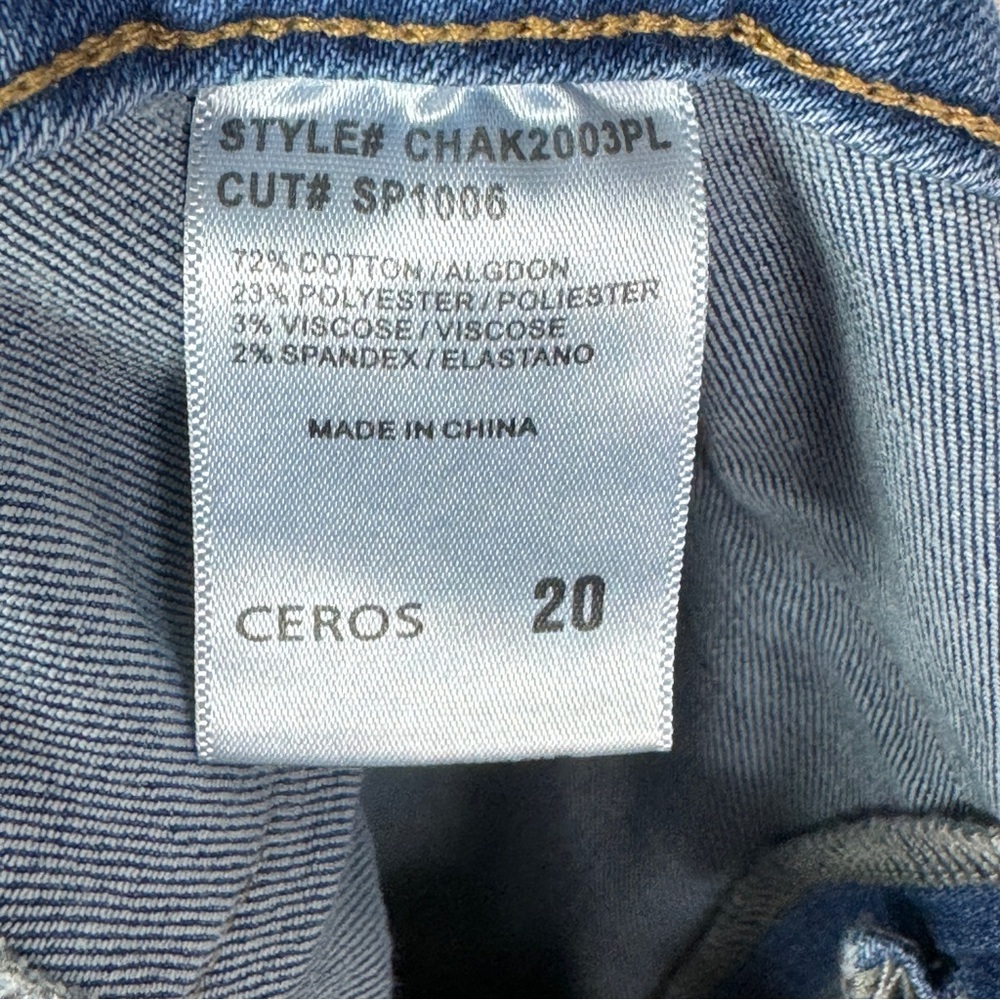 STYLE# CHAK2003PL
CUT# SP1006
72% COTTON/ALGDON
23% POLYESTER/POLIESTER
3% VISCOSE/VISCOSE
2% SPANDEX/ELASTANO
MADE IN CHINA
CEROS 20